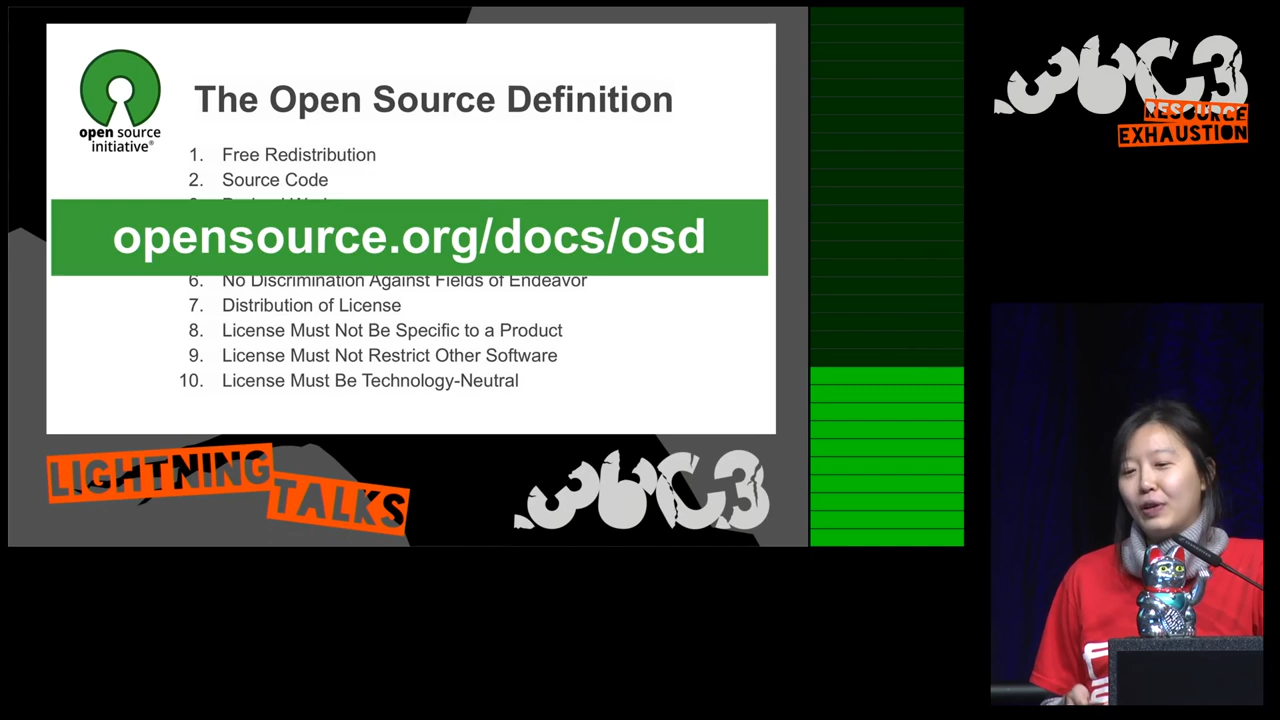 open source
initiative®
The Open Source Definition
1. Free Redistribution
2. Source Code
opensource.org/docs/osd
6. No Discrimination Against Fields of Endeavor
7. Distribution of License
8. License Must Not Be Specific to a Product
9. License Must Not Restrict Other Software
10. License Must Be Technology-Neutral
LIGHTNING
TALKS
36C3
36C3
RESOURCE
EXHAUSTION